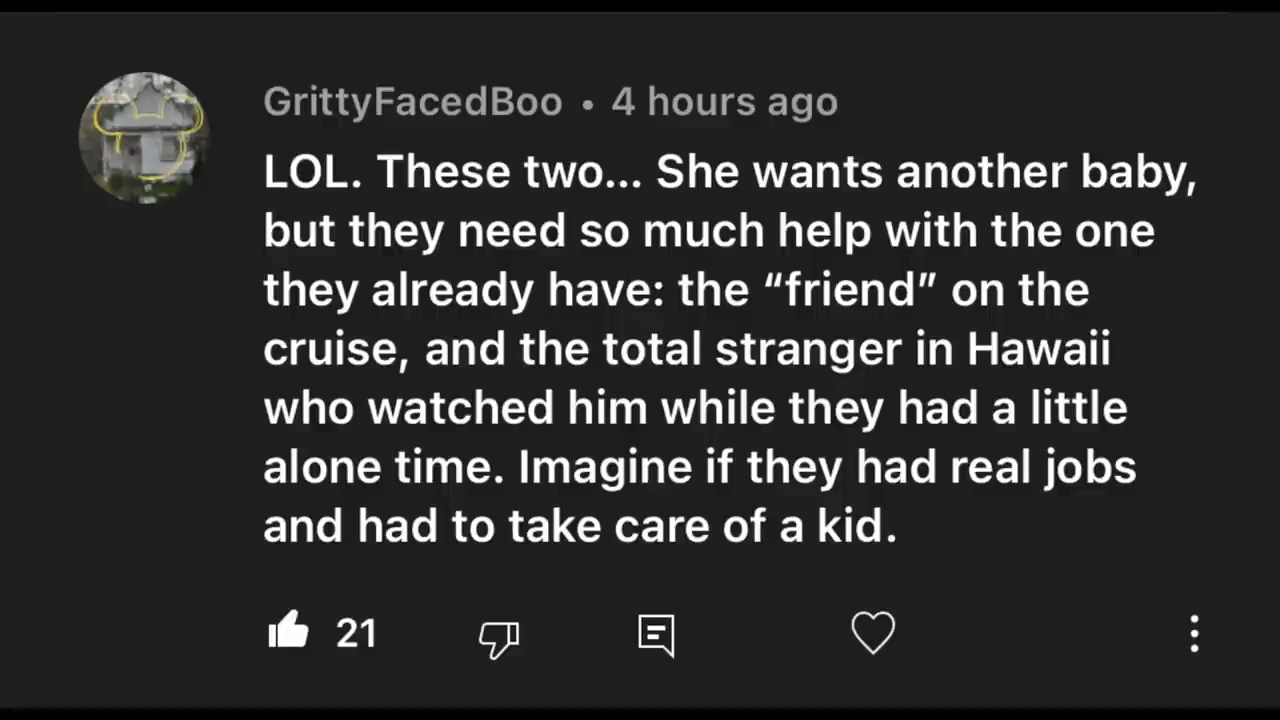 GrittyFacedBoo • 4 hours ago
LOL. These two... She wants another baby,
but they need so much help with the one
they already have: the “friend” on the
cruise, and the total stranger in Hawaii
who watched him while they had a little
alone time. Imagine if they had real jobs
and had to take care of a kid.
21